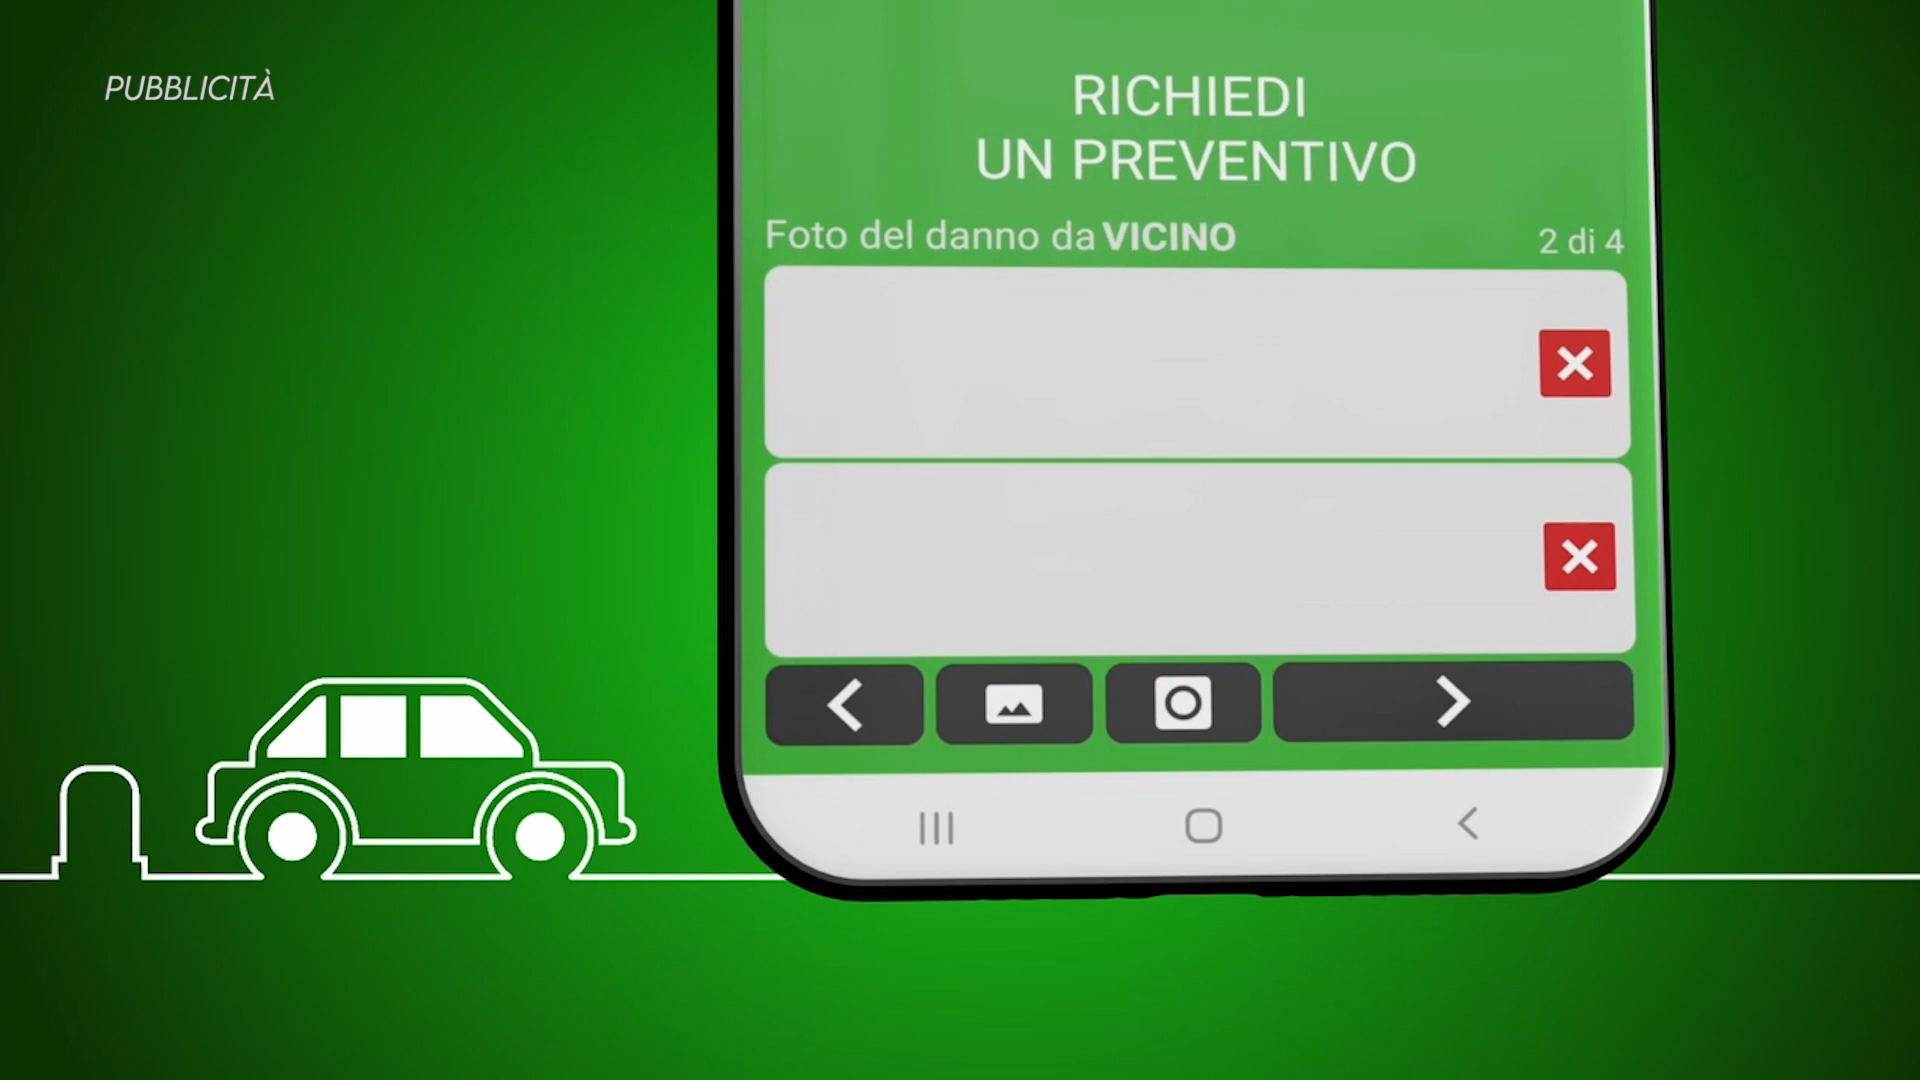 PUBBLICITÀ
RICHIEDI
UN PREVENTIVO
Foto del danno da VICINO
2 di 4